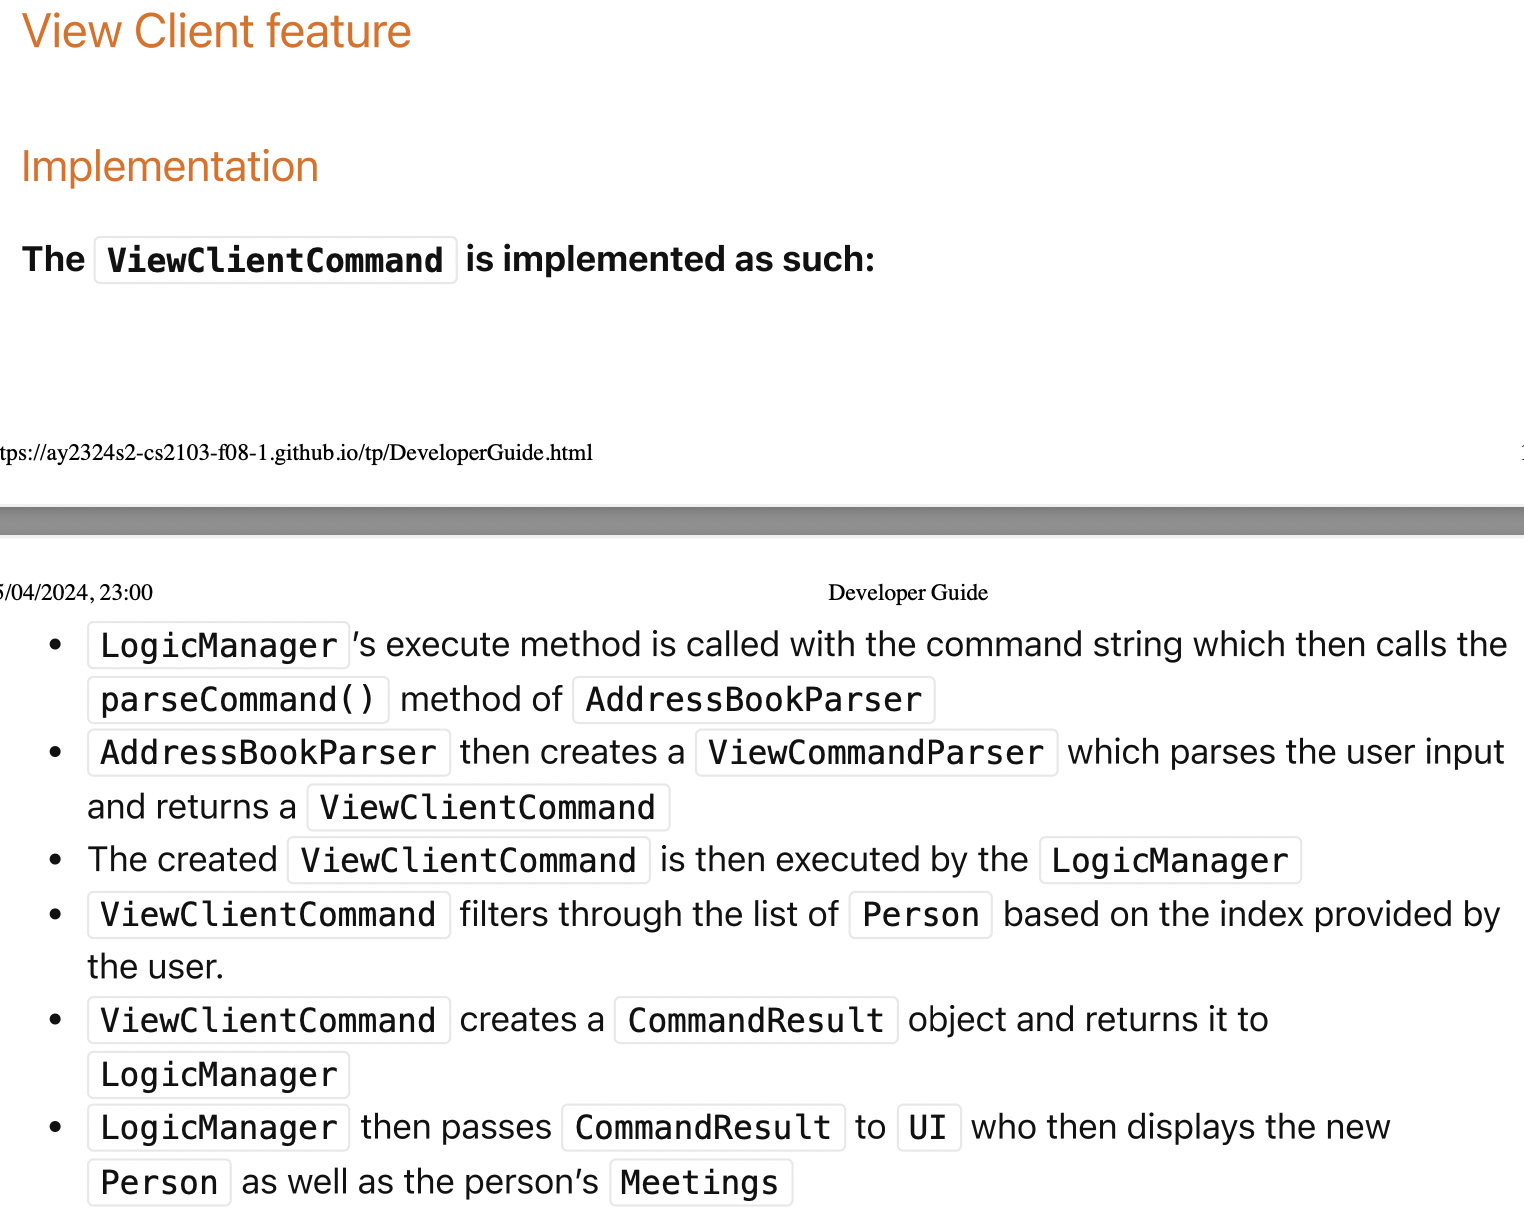 View Client feature
Implementation
The ViewClientCommand is implemented as such:
tps://ay2324s2-cs2103-f08-1.github.io/tp/DeveloperGuide.html
5/04/2024, 23:00 Developer Guide
• LogicManager 's execute method is called with the command string which then calls the
parseCommand() method of AddressBookParser
• AddressBookParser then creates a ViewCommandParser which parses the user input
and returns a ViewClientCommand
• The created ViewClientCommand is then executed by the LogicManager
• ViewClientCommand filters through the list of Person based on the index provided by
the user.
• ViewClientCommand creates a CommandResult object and returns it to
LogicManager
• LogicManager then passes CommandResult to UI who then displays the new
Person as well as the person's Meetings